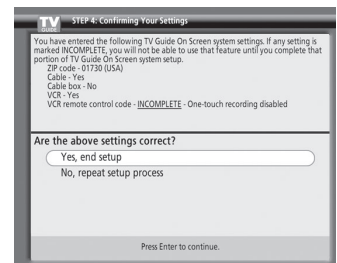 TV
GUIDE
STEP 4: Confirming Your Settings
You have entered the following TV Guide On Screen system settings. If any setting is
marked INCOMPLETE, you will not be able to use that feature until you complete that
portion of TV Guide On Screen system setup.
ZIP code - 01730 (USA)
Cable - Yes
Cable box - No
VCR - Yes
VCR remote control code - INCOMPLETE - One-touch recording disabled
Are the above settings correct?
Yes, end setup
No, repeat setup process
Press Enter to continue.